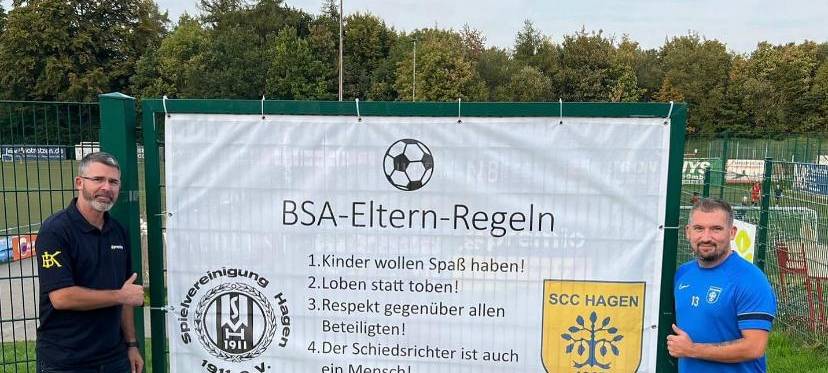 BSA-Eltern-Regeln
1.Kinder wollen Spaß haben!
2.Loben statt toben!
3.Respekt gegenüber allen
Beteiligten!
4.Der Schiedsrichter ist auch
ein Mensch!
Spielvereinigung Hagen
1911 e.V.
1911
SCC HAGEN
13